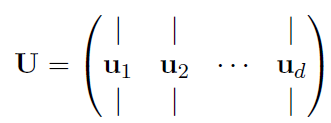 U = ( | | | )
u₁ u₂ ⋯ u_d
| | |